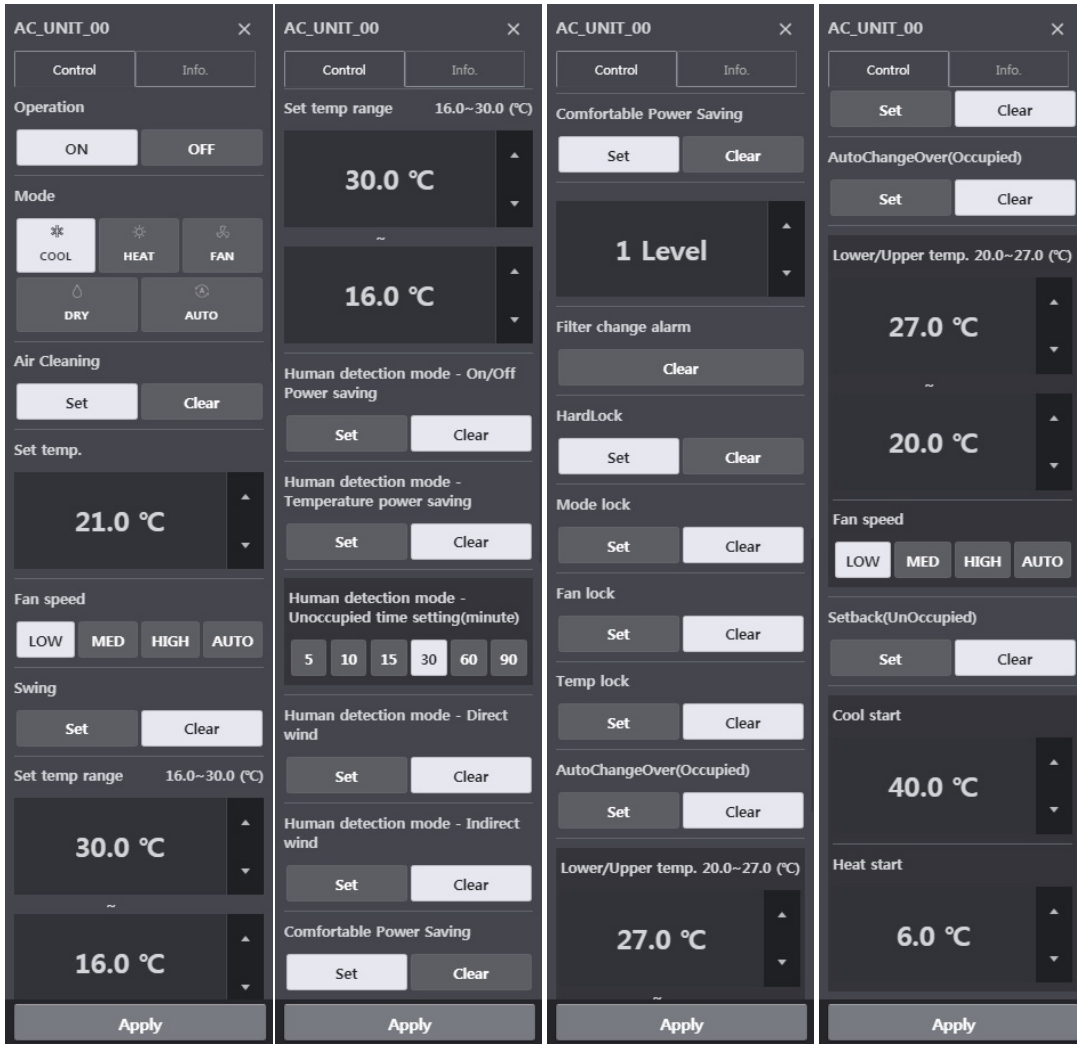 AC_UNIT_00 ×
Control Info.
Operation
ON OFF
Mode
COOL HEAT FAN
DRY AUTO
Air Cleaning
Set Clear
Set temp.
21.0 ℃
Fan speed
LOW MED HIGH AUTO
Swing
Set Clear
Set temp range 16.0~30.0 (℃)
30.0 ℃
~
16.0 ℃
Apply
AC_UNIT_00 ×
Control Info.
Set temp range 16.0~30.0 (℃)
30.0 ℃
~
16.0 ℃
Human detection mode - On/Off
Power saving
Set Clear
Human detection mode -
Temperature power saving
Set Clear
Human detection mode -
Unoccupied time setting(minute)
5 10 15 30 60 90
Human detection mode - Direct
wind
Set Clear
Human detection mode - Indirect
wind
Set Clear
Comfortable Power Saving
Set Clear
Apply
AC_UNIT_00 ×
Control Info.
Comfortable Power Saving
Set Clear
1 Level
Filter change alarm
Clear
HardLock
Set Clear
Mode lock
Set Clear
Fan lock
Set Clear
Temp lock
Set Clear
AutoChangeOver(Occupied)
Set Clear
Lower/Upper temp. 20.0~27.0 (℃)
27.0 ℃
~
Apply
AC_UNIT_00 ×
Control Info.
Set Clear
AutoChangeOver(Occupied)
Set Clear
Lower/Upper temp. 20.0~27.0 (℃)
27.0 ℃
~
20.0 ℃
Fan speed
LOW MED HIGH AUTO
Setback(UnOccupied)
Set Clear
Cool start
40.0 ℃
Heat start
6.0 ℃
Apply